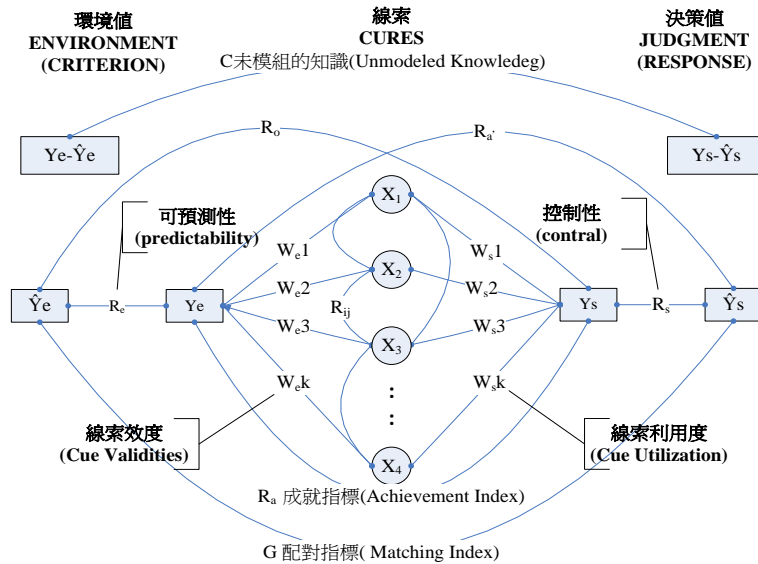 環境値
ENVIRONMENT
(CRITERION)
線索
CURES
決策値
JUDGMENT
(RESPONSE)
C未模組的知識(Unmodeled Knowledeg)
Ye-Ŷe
Ro
Ra'
Ys-Ŷs
可預測性
(predictability)
控制性
(contral)
X1
X2
X3
:
:
X4
We1
We2
We3
Wek
Rij
Ws1
Ws2
Ws3
Wsk
Ŷe
Re
Ye
Ys
Rs
Ŷs
線索效度
(Cue Validities)
線索利用度
(Cue Utilization)
Ra 成就指標(Achievement Index)
G 配對指標( Matching Index)